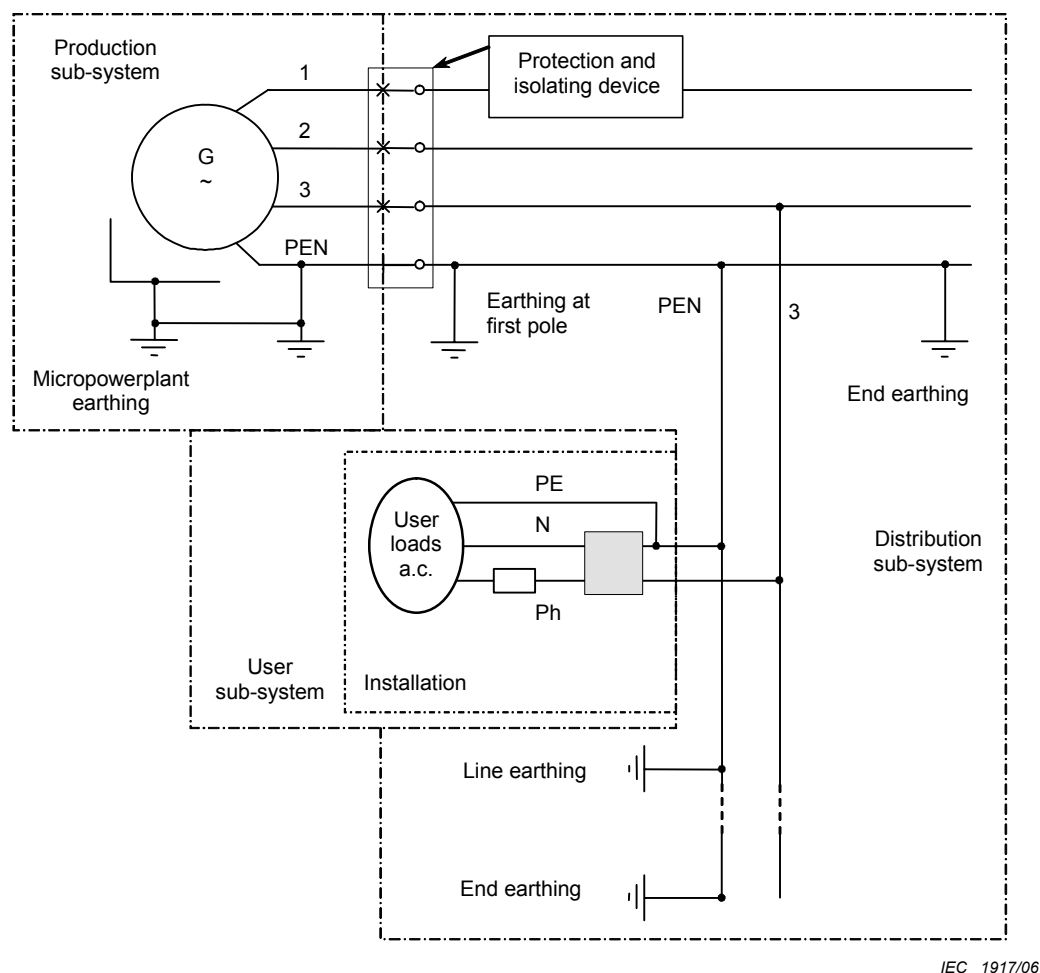 Production
sub-system
Protection and
isolating device
1
2
G
~
3
PEN
Earthing at
first pole
PEN
3
Micropowerplant
earthing
End earthing
PE
User
loads
a.c.
N
Ph
Distribution
sub-system
User
sub-system
Installation
Line earthing
End earthing
IEC 1917/06